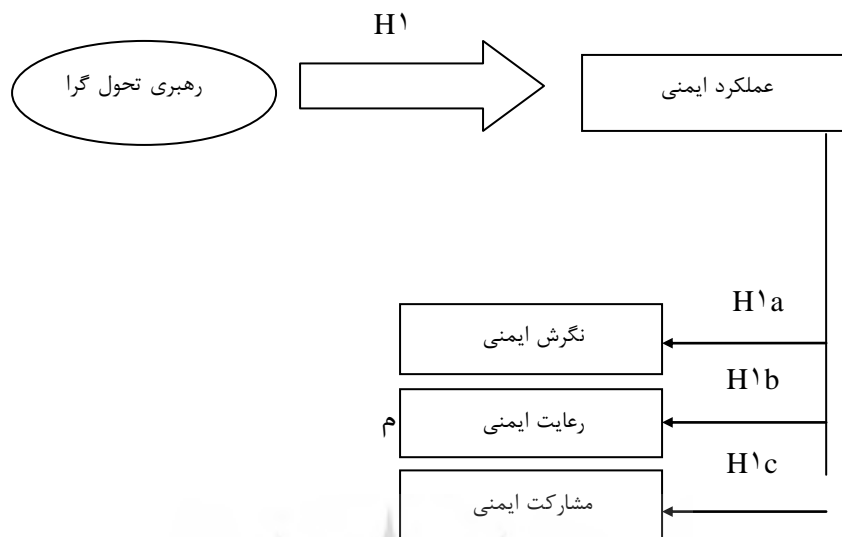 H۱
رهبری تحول گرا
عملکرد ایمنی
H۱a
نگرش ایمنی
H۱b
رعایت ایمنی
م
H۱c
مشارکت ایمنی